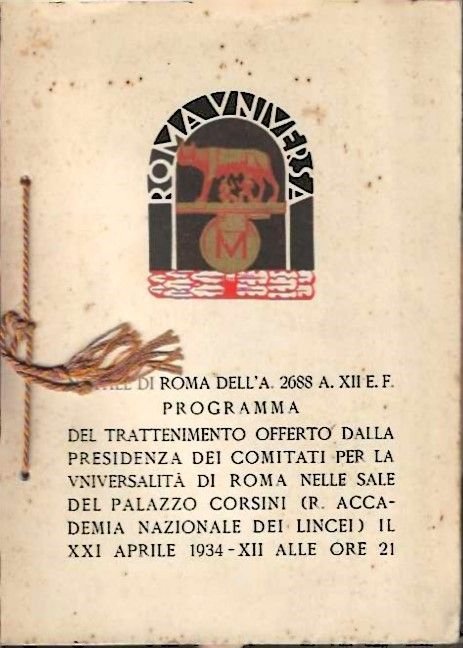 ROMA VNIVERSA
M
DI ROMA DELL'A. 2688 A. XII E. F.
PROGRAMMA
DEL TRATTENIMENTO OFFERTO DALLA
PRESIDENZA DEI COMITATI PER LA
VNIVERSALITÀ DI ROMA NELLE SALE
DEL PALAZZO CORSINI (R. ACCA-
DEMIA NAZIONALE DEI LINCEI) IL
XXI APRILE 1934-XII ALLE ORE 21